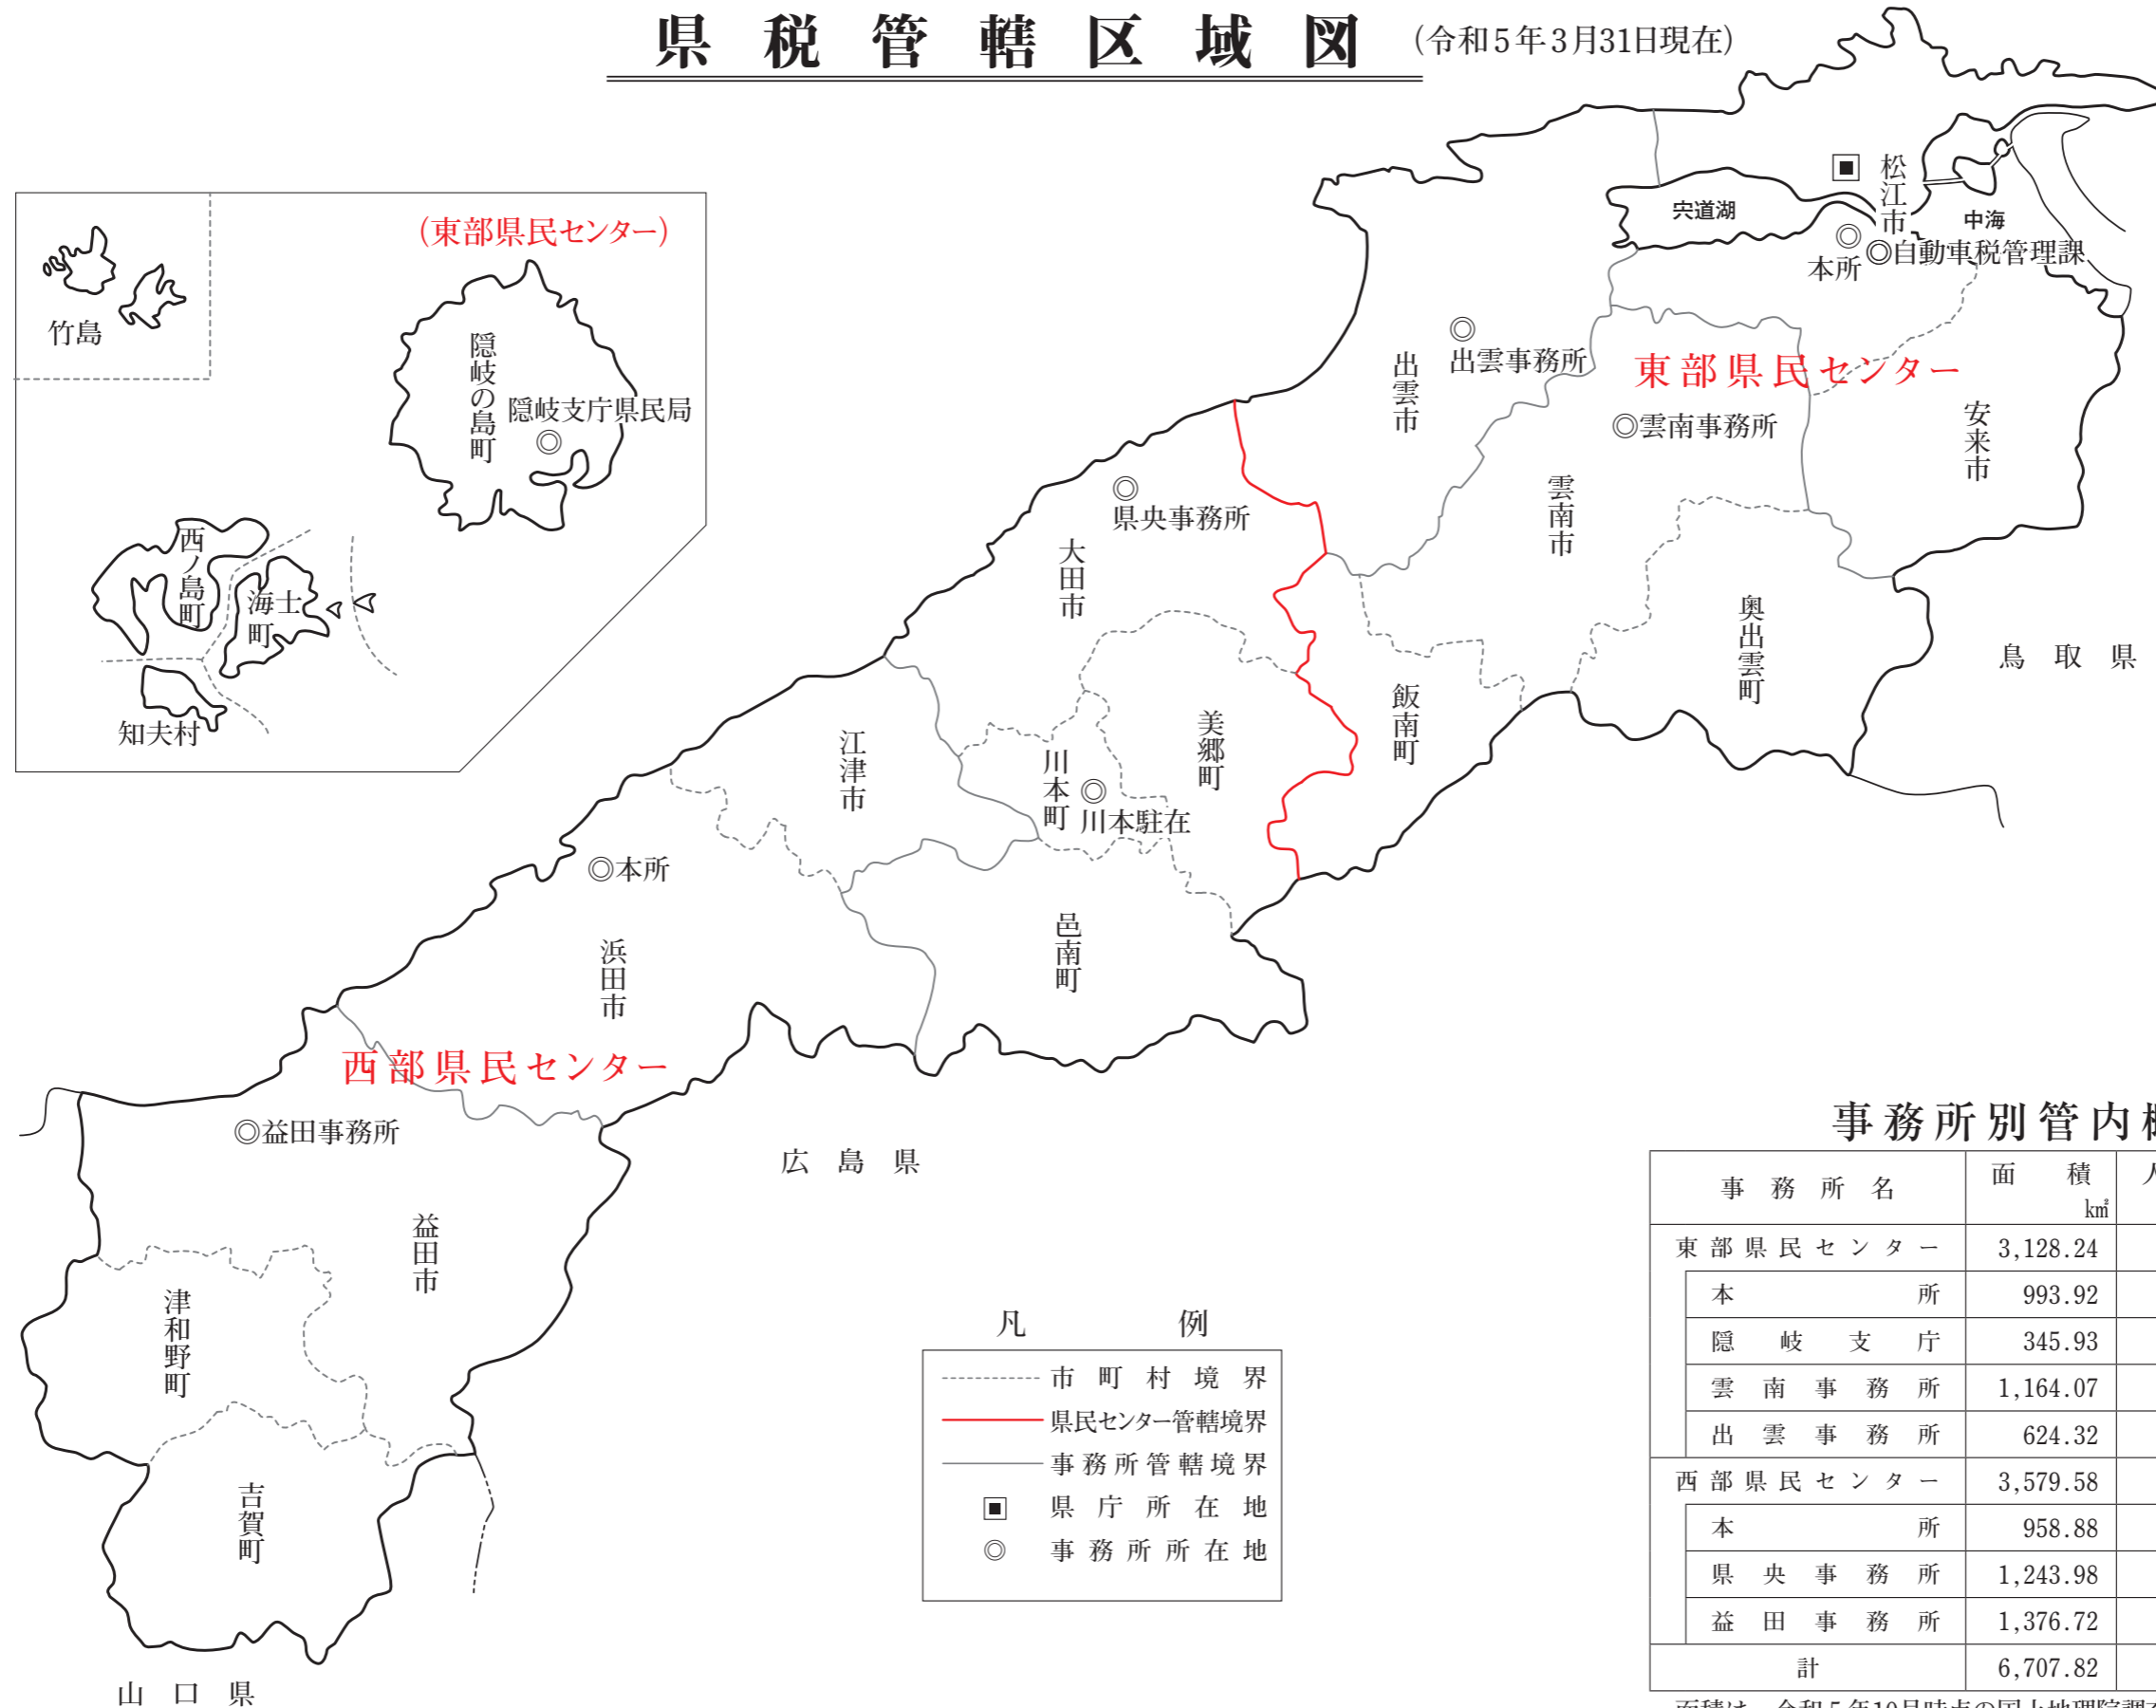 県税管轄区域図 (令和5年3月31日現在)
(東部県民センター)
竹島
隠岐の島町
隠岐支庁県民局
◎
西ノ島町
海士町
知夫村
松江市
宍道湖
中海
◎
本所
◎自動車税管理課
◎
出雲事務所
出雲市
東部県民センター
◎雲南事務所
安来市
雲南市
◎
県央事務所
大田市
奥出雲町
鳥取県
飯南町
美郷町
江津市
川本町
◎
川本駐在
◎本所
邑南町
浜田市
西部県民センター
◎益田事務所
広島県
益田市
津和野町
吉賀町
山口県
凡例
市町村境界
県民センター管轄境界
事務所管轄境界
県庁所在地
◎ 事務所所在地
事務所別管内
事務所名 面積 km²
東部県民センター 3,128.24
本所 993.92
隠岐支庁 345.93
雲南事務所 1,164.07
出雲事務所 624.32
西部県民センター 3,579.58
本所 958.88
県央事務所 1,243.98
益田事務所 1,376.72
計 6,707.82